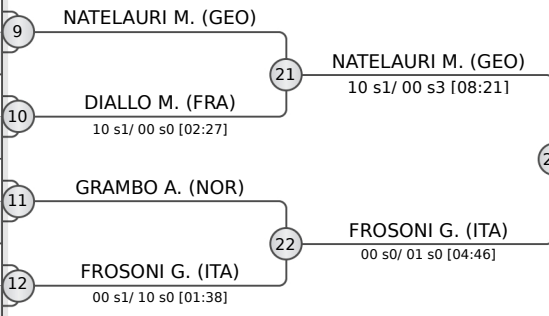 NATELAURI M. (GEO)
9
21
NATELAURI M. (GEO)
10 s1/ 00 s3 [08:21]
DIALLO M. (FRA)
10
10 s1/ 00 s0 [02:27]
GRAMBO A. (NOR)
11
22
FROSONI G. (ITA)
00 s0/ 01 s0 [04:46]
FROSONI G. (ITA)
12
00 s1/ 10 s0 [01:38]